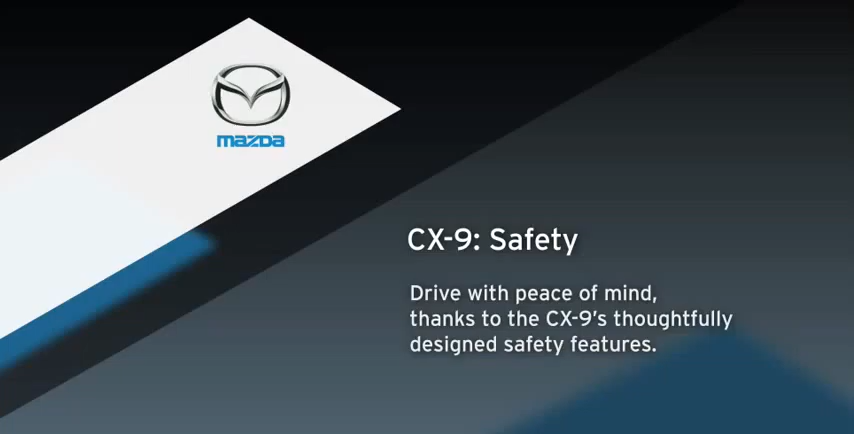 mazda
CX-9: Safety
Drive with peace of mind,
thanks to the CX-9's thoughtfully
designed safety features.